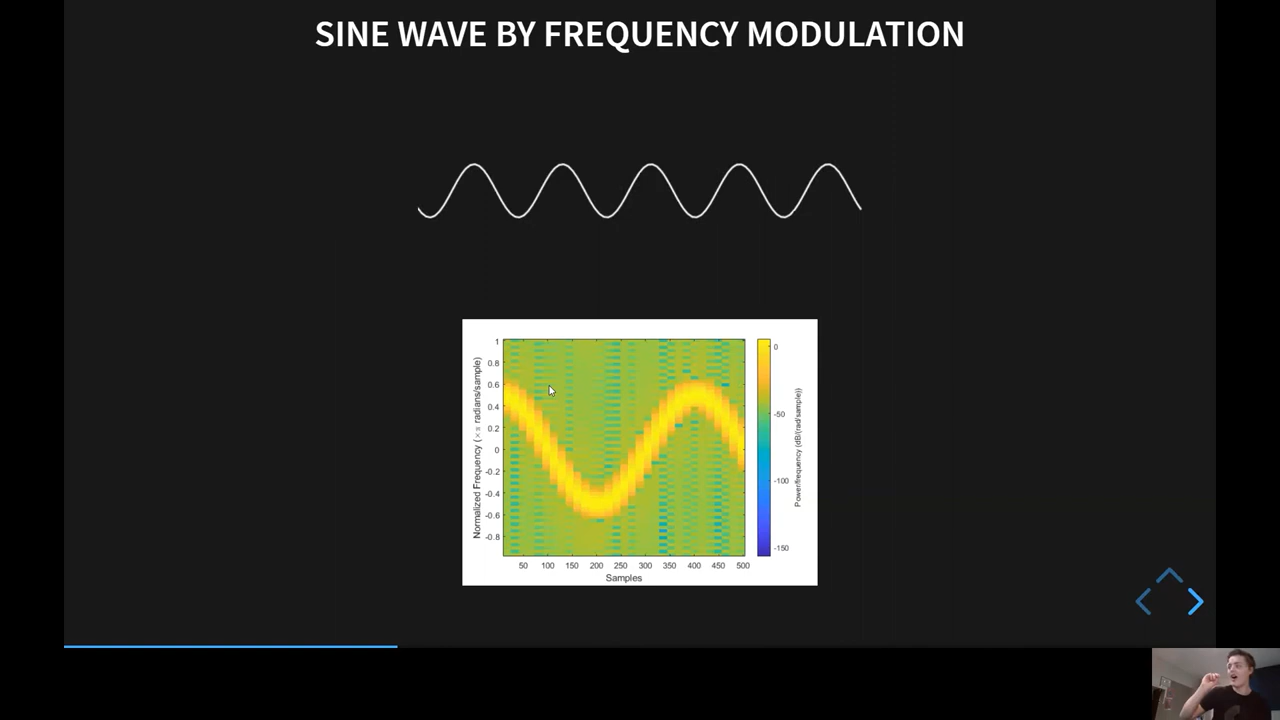 SINE WAVE BY FREQUENCY MODULATION
Normalized Frequency (×π radians/sample)
1
0.8
0.6
0.4
0.2
0
-0.2
-0.4
-0.6
-0.8
50 100 150 200 250 300 350 400 450 500
Samples
0
-50
-100
-150
Power/frequency (dB/(rad/sample))